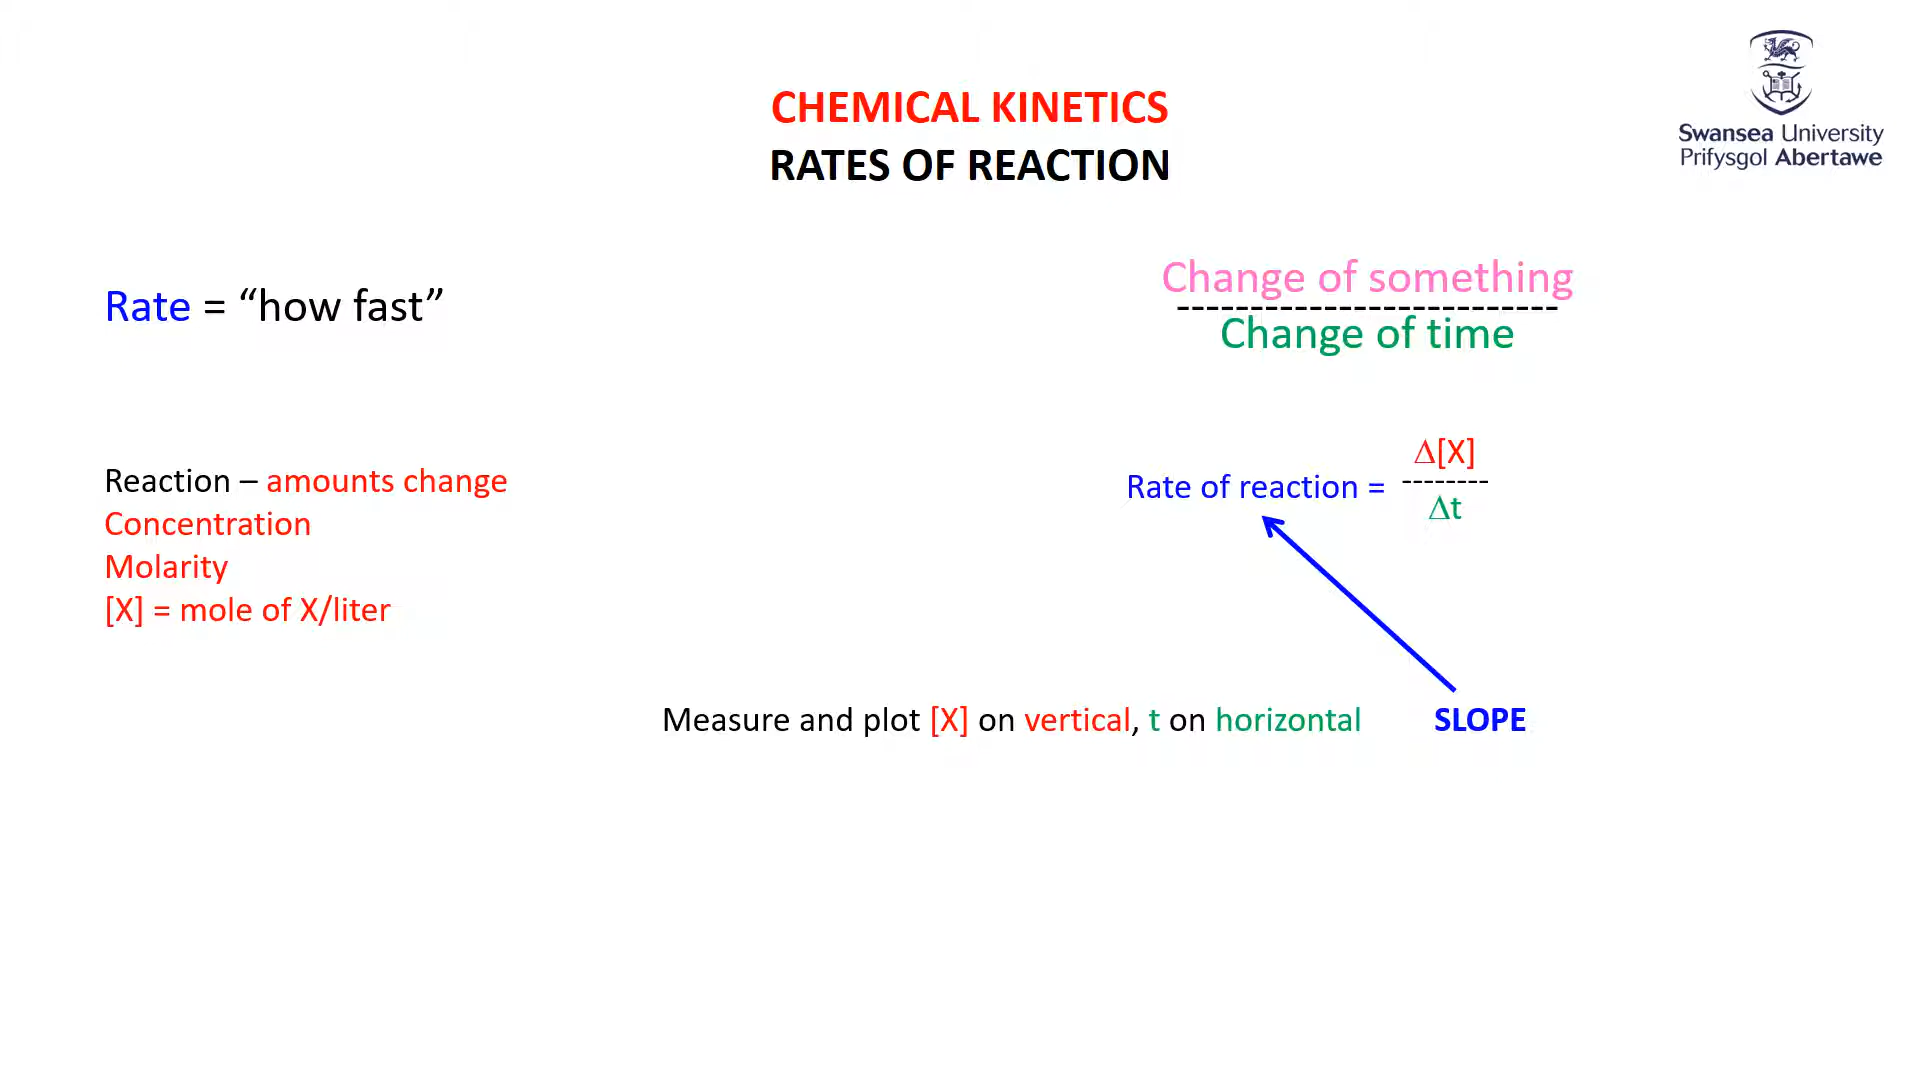 CHEMICAL KINETICS
RATES OF REACTION
Swansea University
Prifysgol Abertawe
Rate = “how fast”
Change of something
--------------------------
Change of time
Reaction – amounts change
Concentration
Molarity
[X] = mole of X/liter
Δ[X]
Rate of reaction = --------
Δt
Measure and plot [X] on vertical, t on horizontal
SLOPE